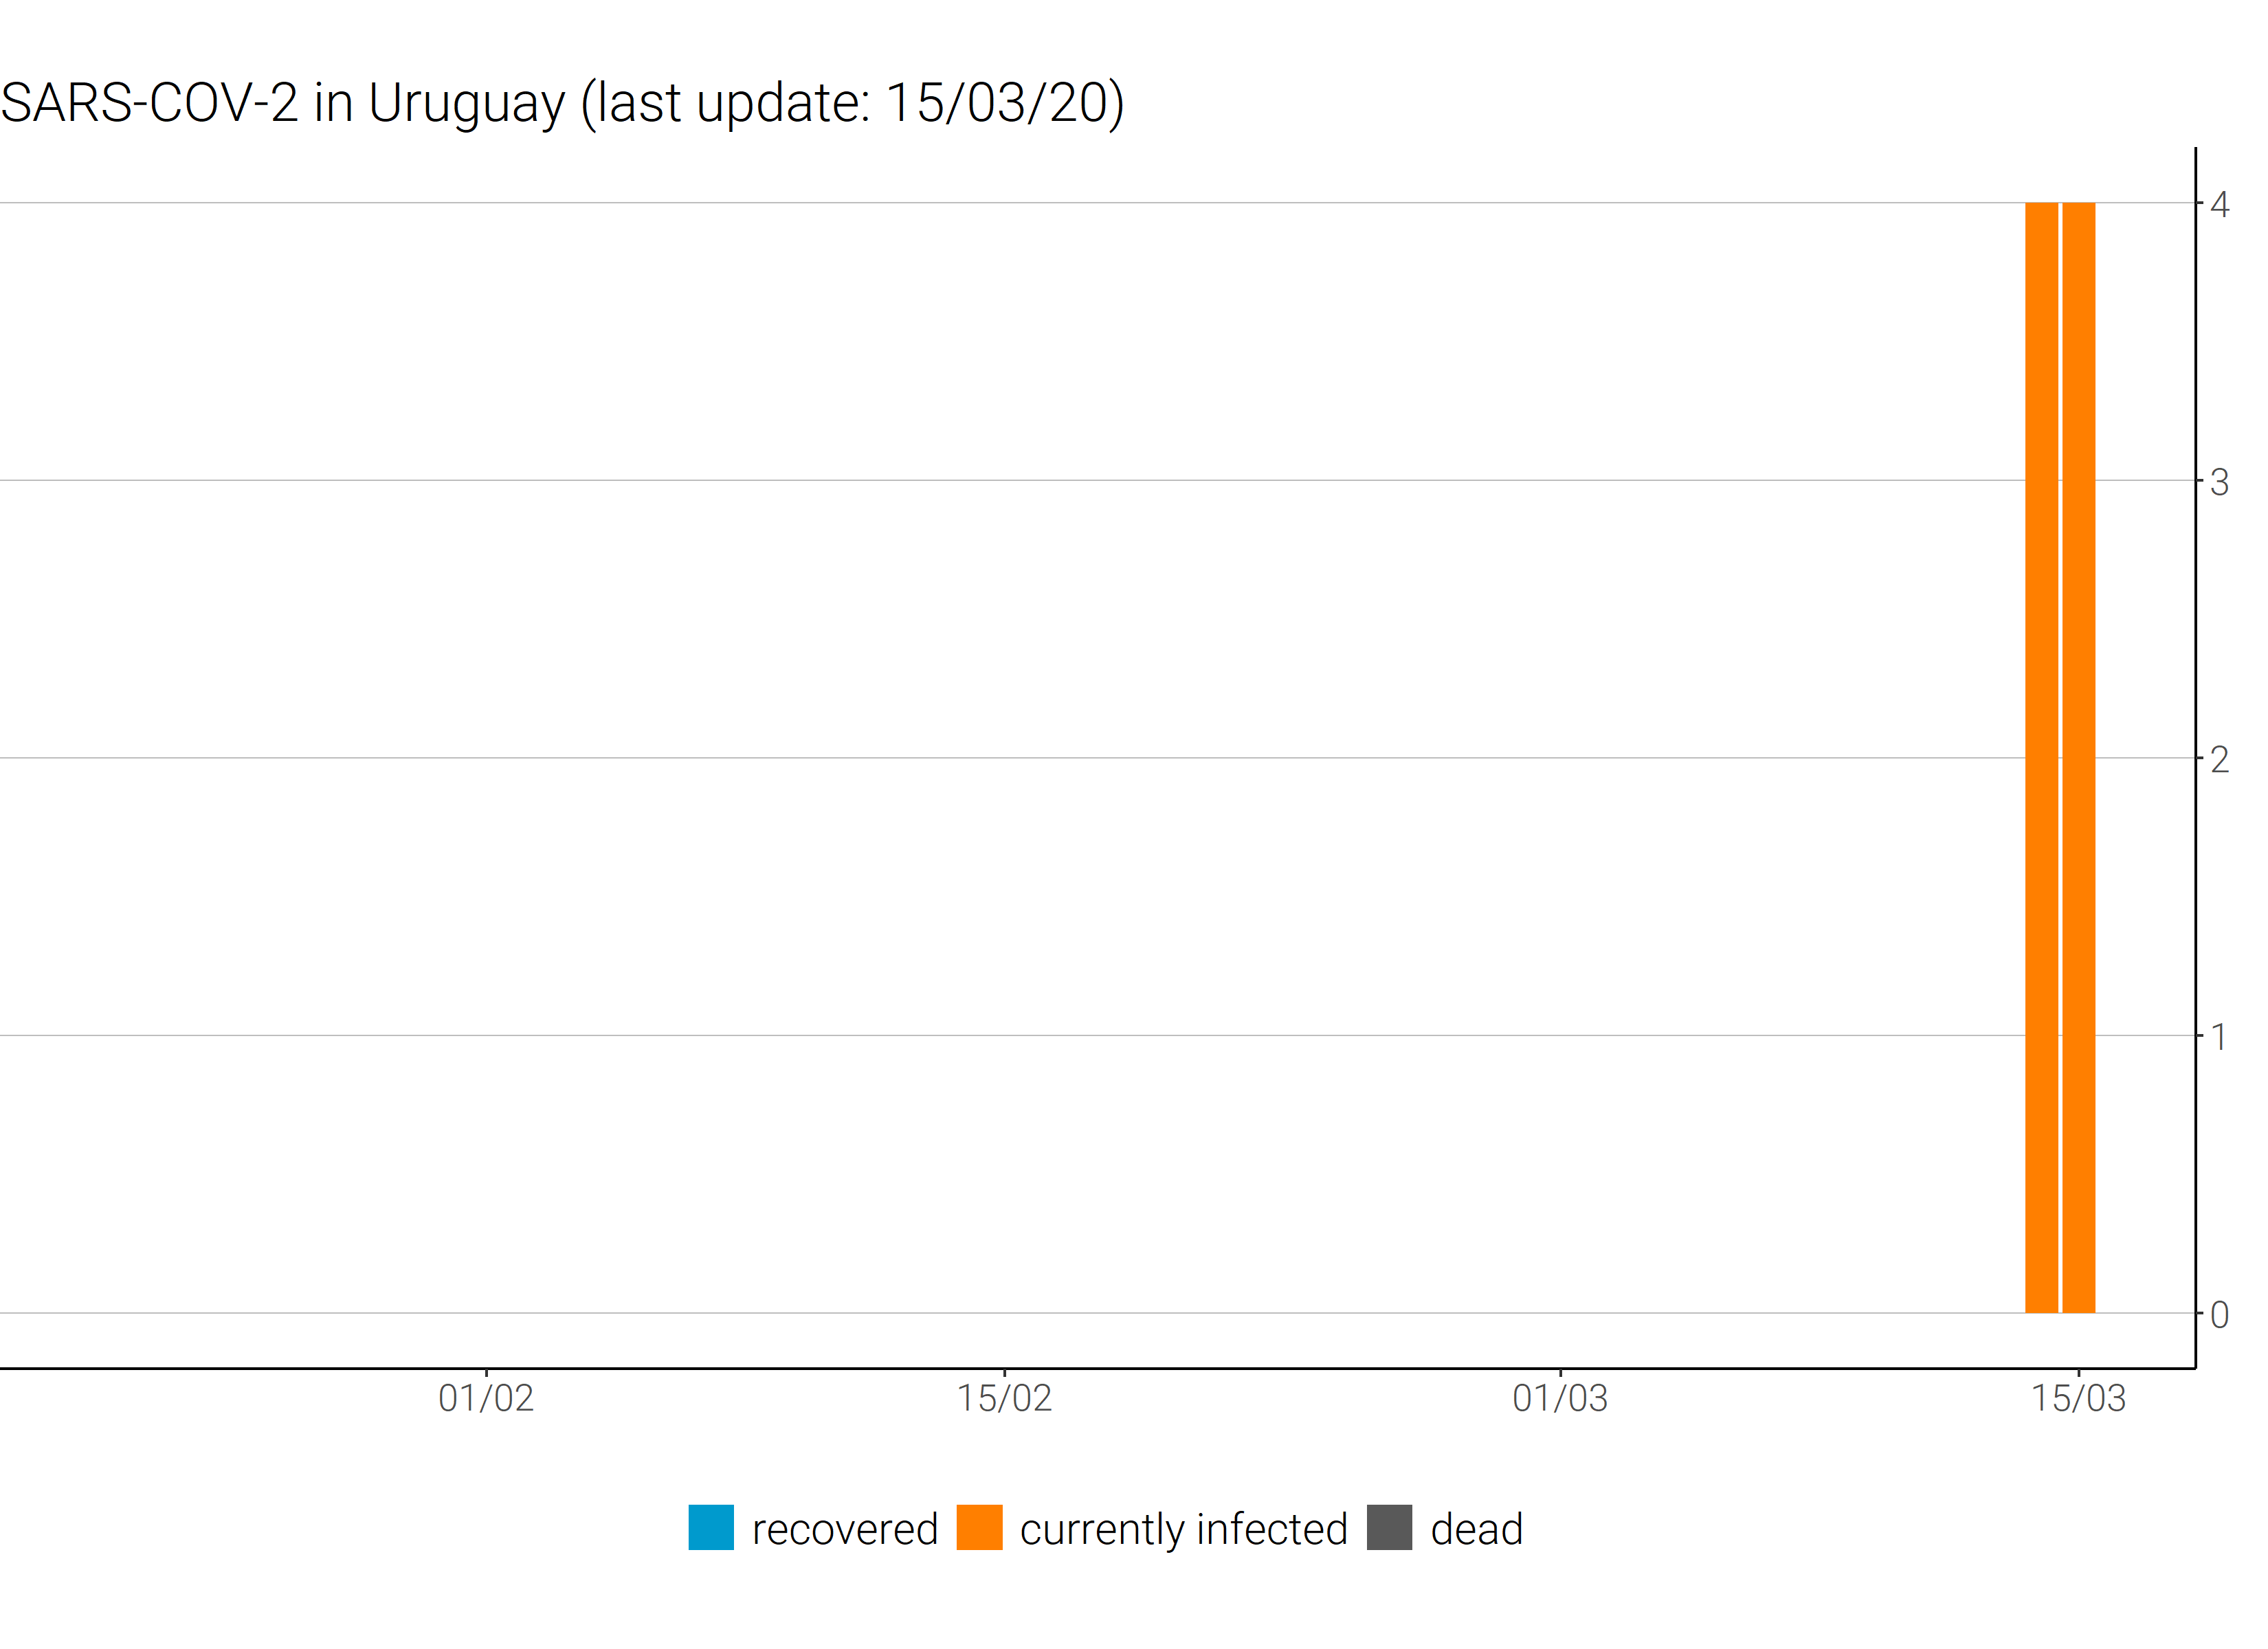 SARS-COV-2 in Uruguay (last update: 15/03/20)
4
3
2
1
0
01/02 15/02 01/03 15/03
recovered currently infected dead